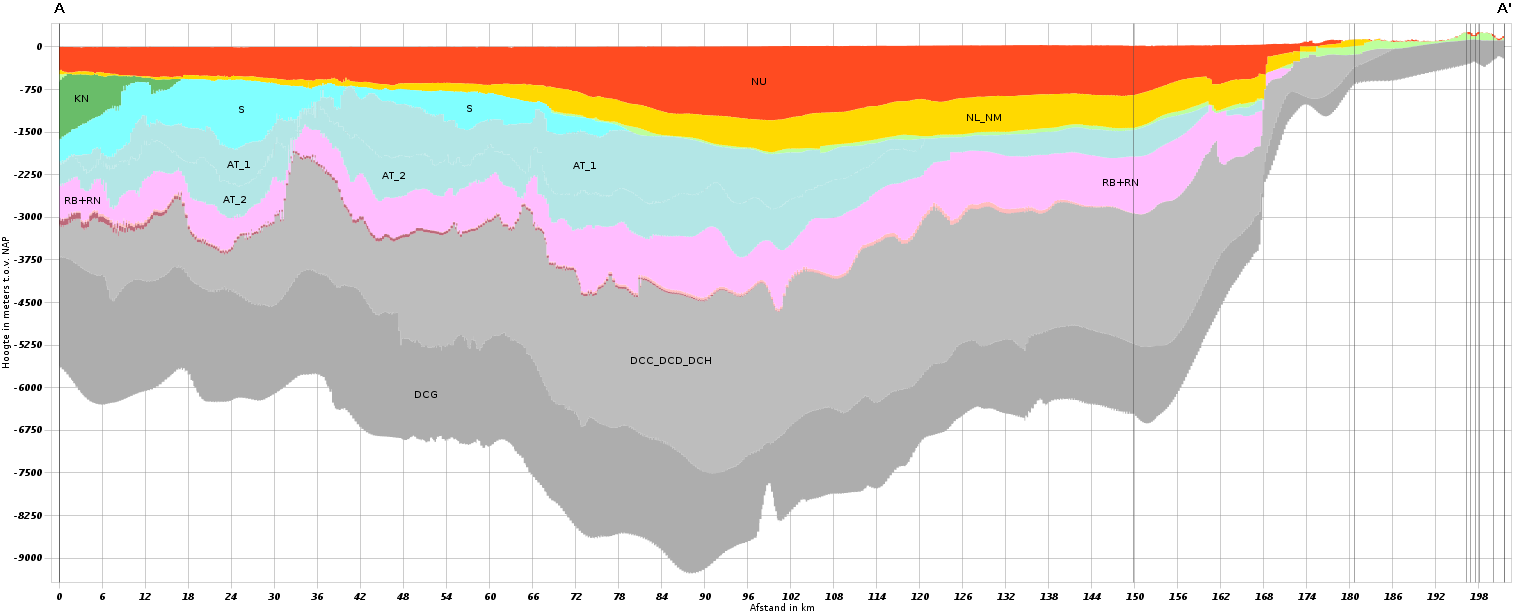 A A'
0
-750
-1500
-2250
-3000
-3750
-4500
-5250
-6000
-6750
-7500
-8250
-9000
Hoogte in meters t.o.v. NAP
NU
KN
S
S
NL_NM
AT_1
AT_1
AT_2
RB+RN
AT_2
RB+RN
DCC_DCD_DCH
DCG
0 6 12 18 24 30 36 42 48 54 60 66 72 78 84 90 96 102 108 114 120 126 132 138 144 150 156 162 168 174 180 186 192 198
Afstand in km